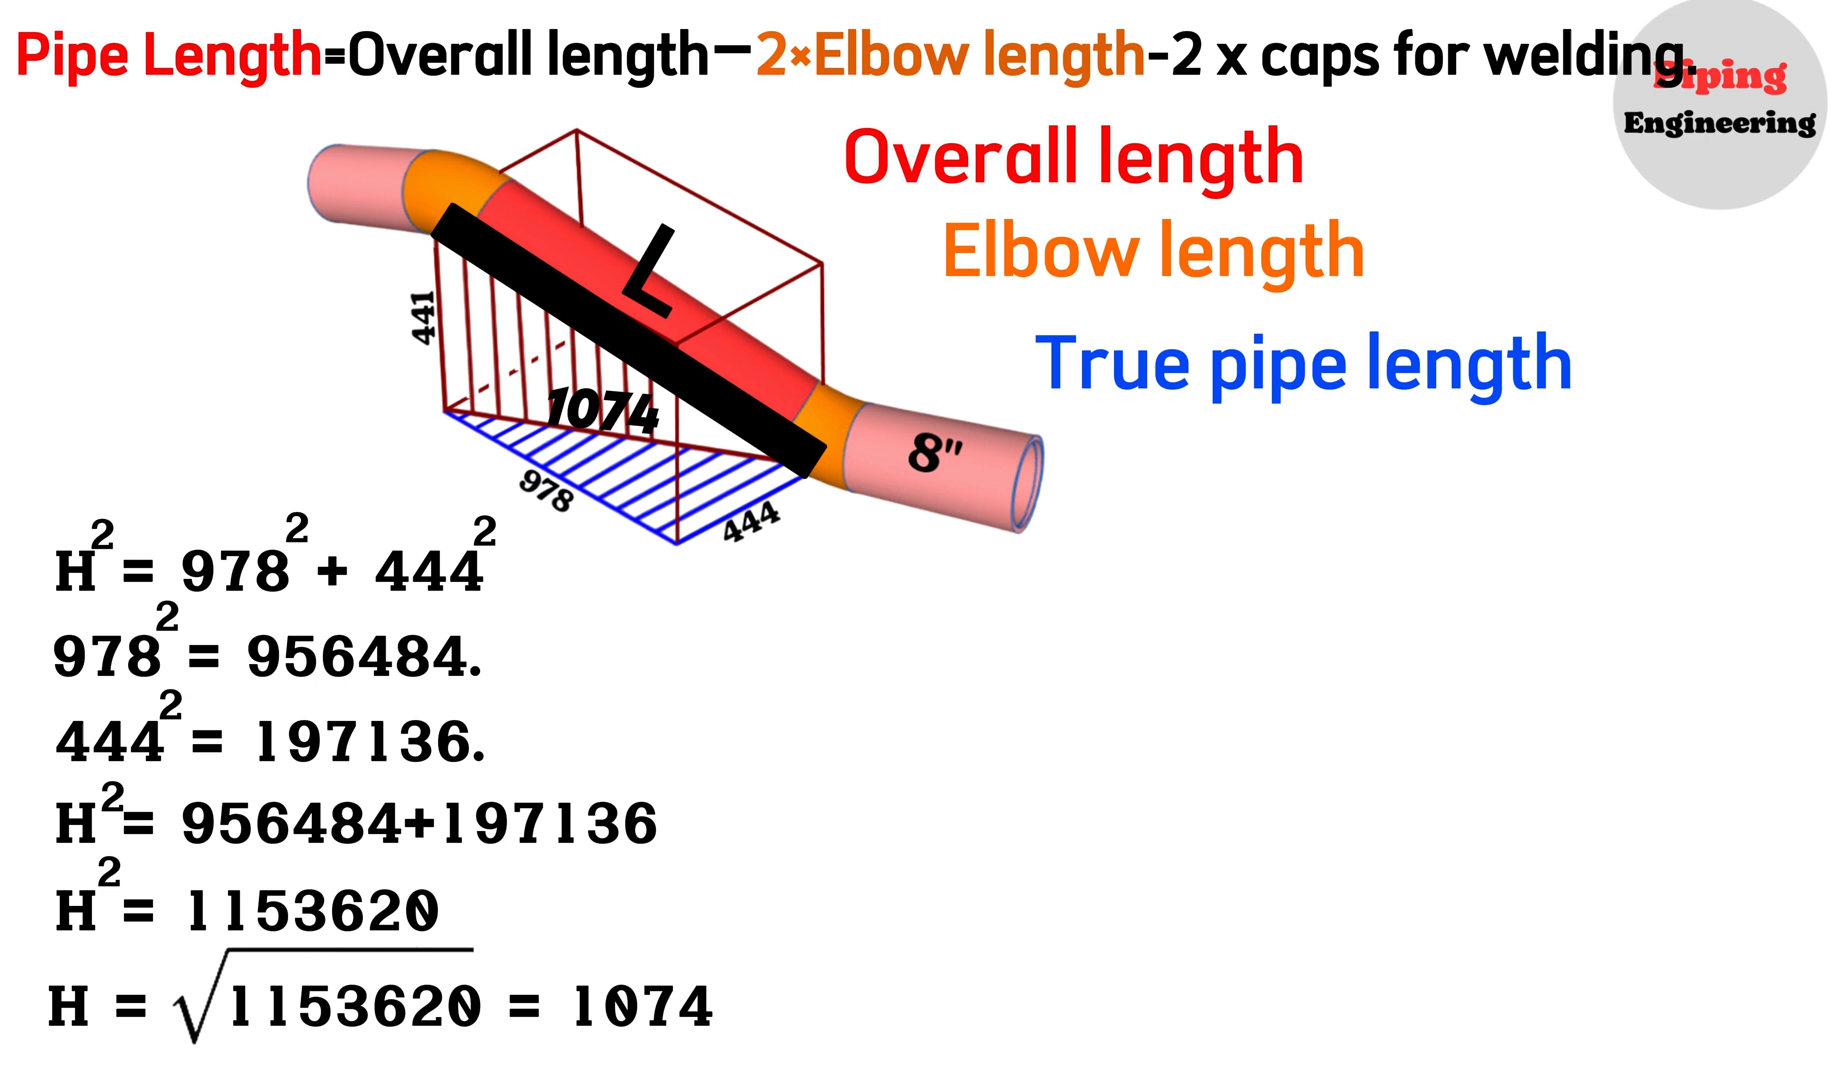 Pipe Length=Overall length−2×Elbow length-2 x caps for welding.
Piping
Engineering
Overall length
Elbow length
True pipe length
L
441
1074
978
444
8"
H² = 978² + 444²
978² = 956484.
444² = 197136.
H² = 956484+197136
H² = 1153620
H = √1153620 = 1074